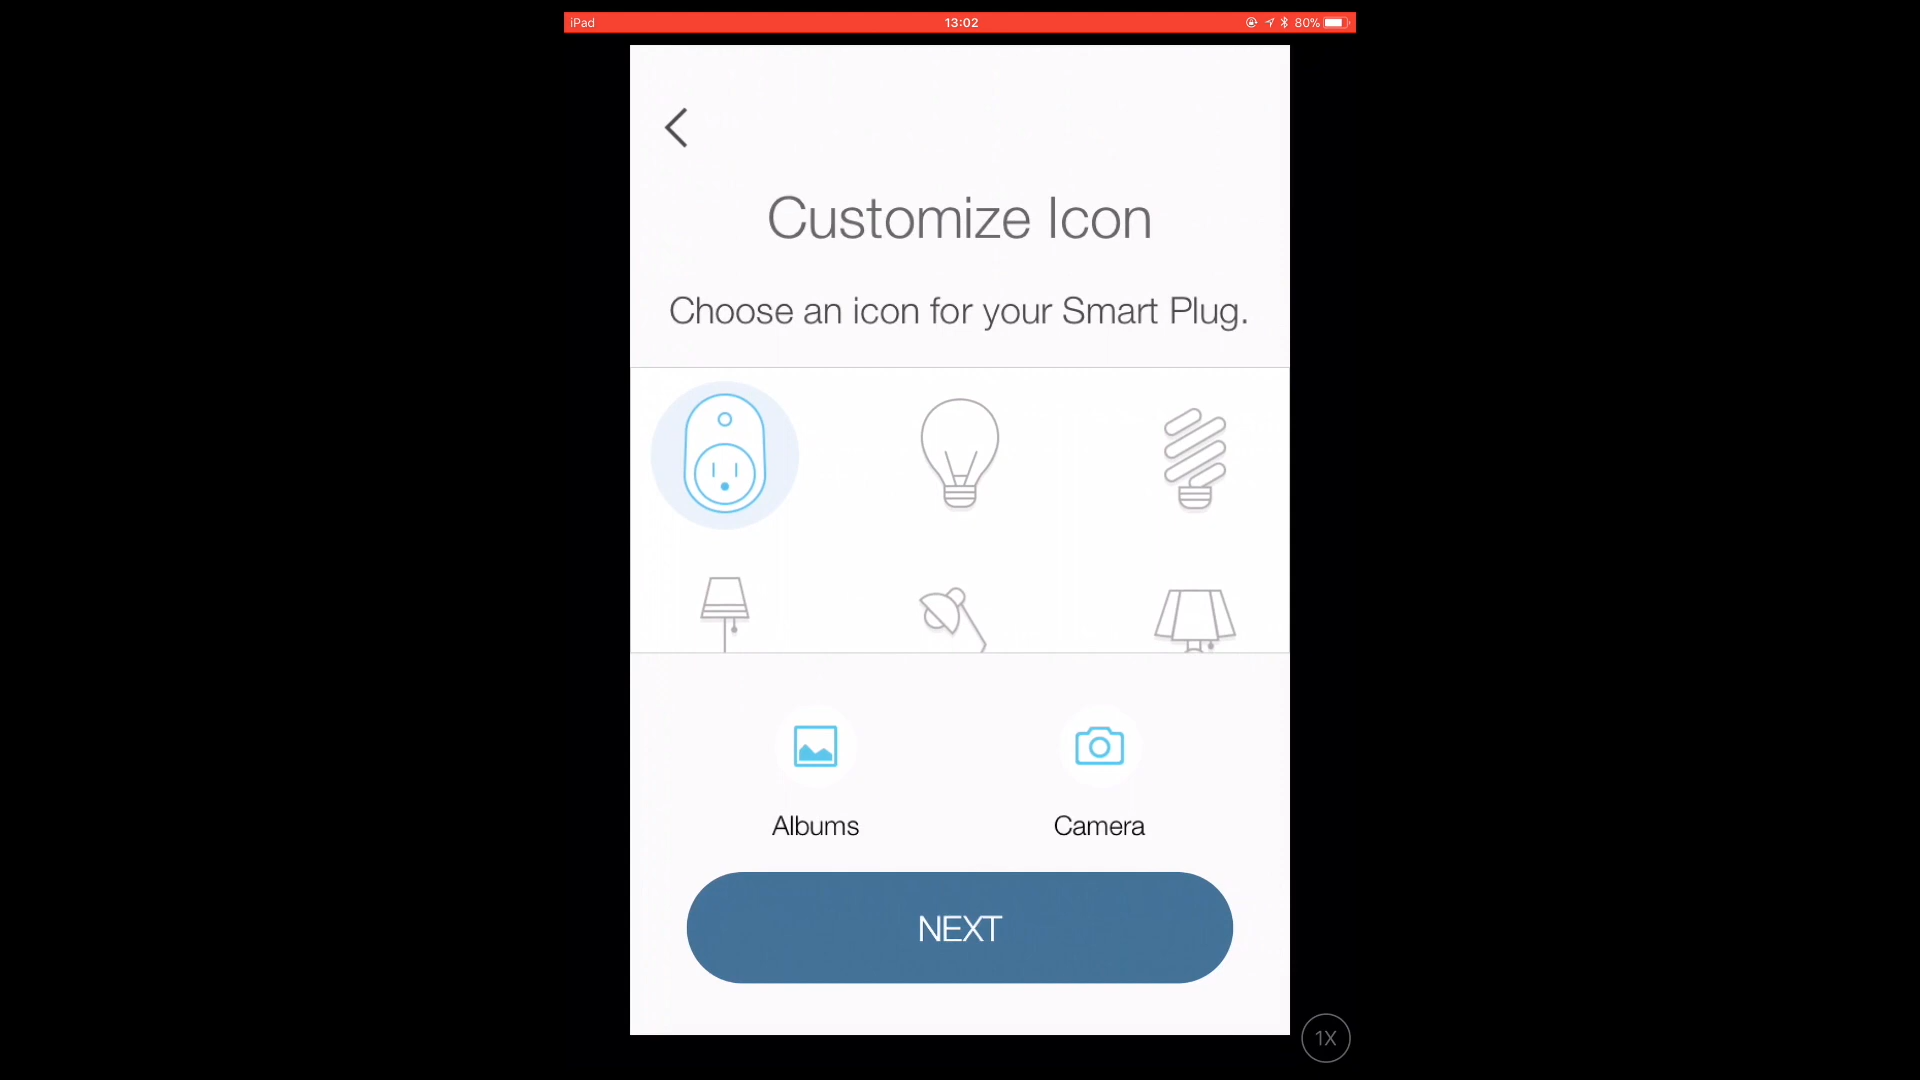 iPad 13:02 80%
Customize Icon
Choose an icon for your Smart Plug.
Albums Camera
NEXT
1X